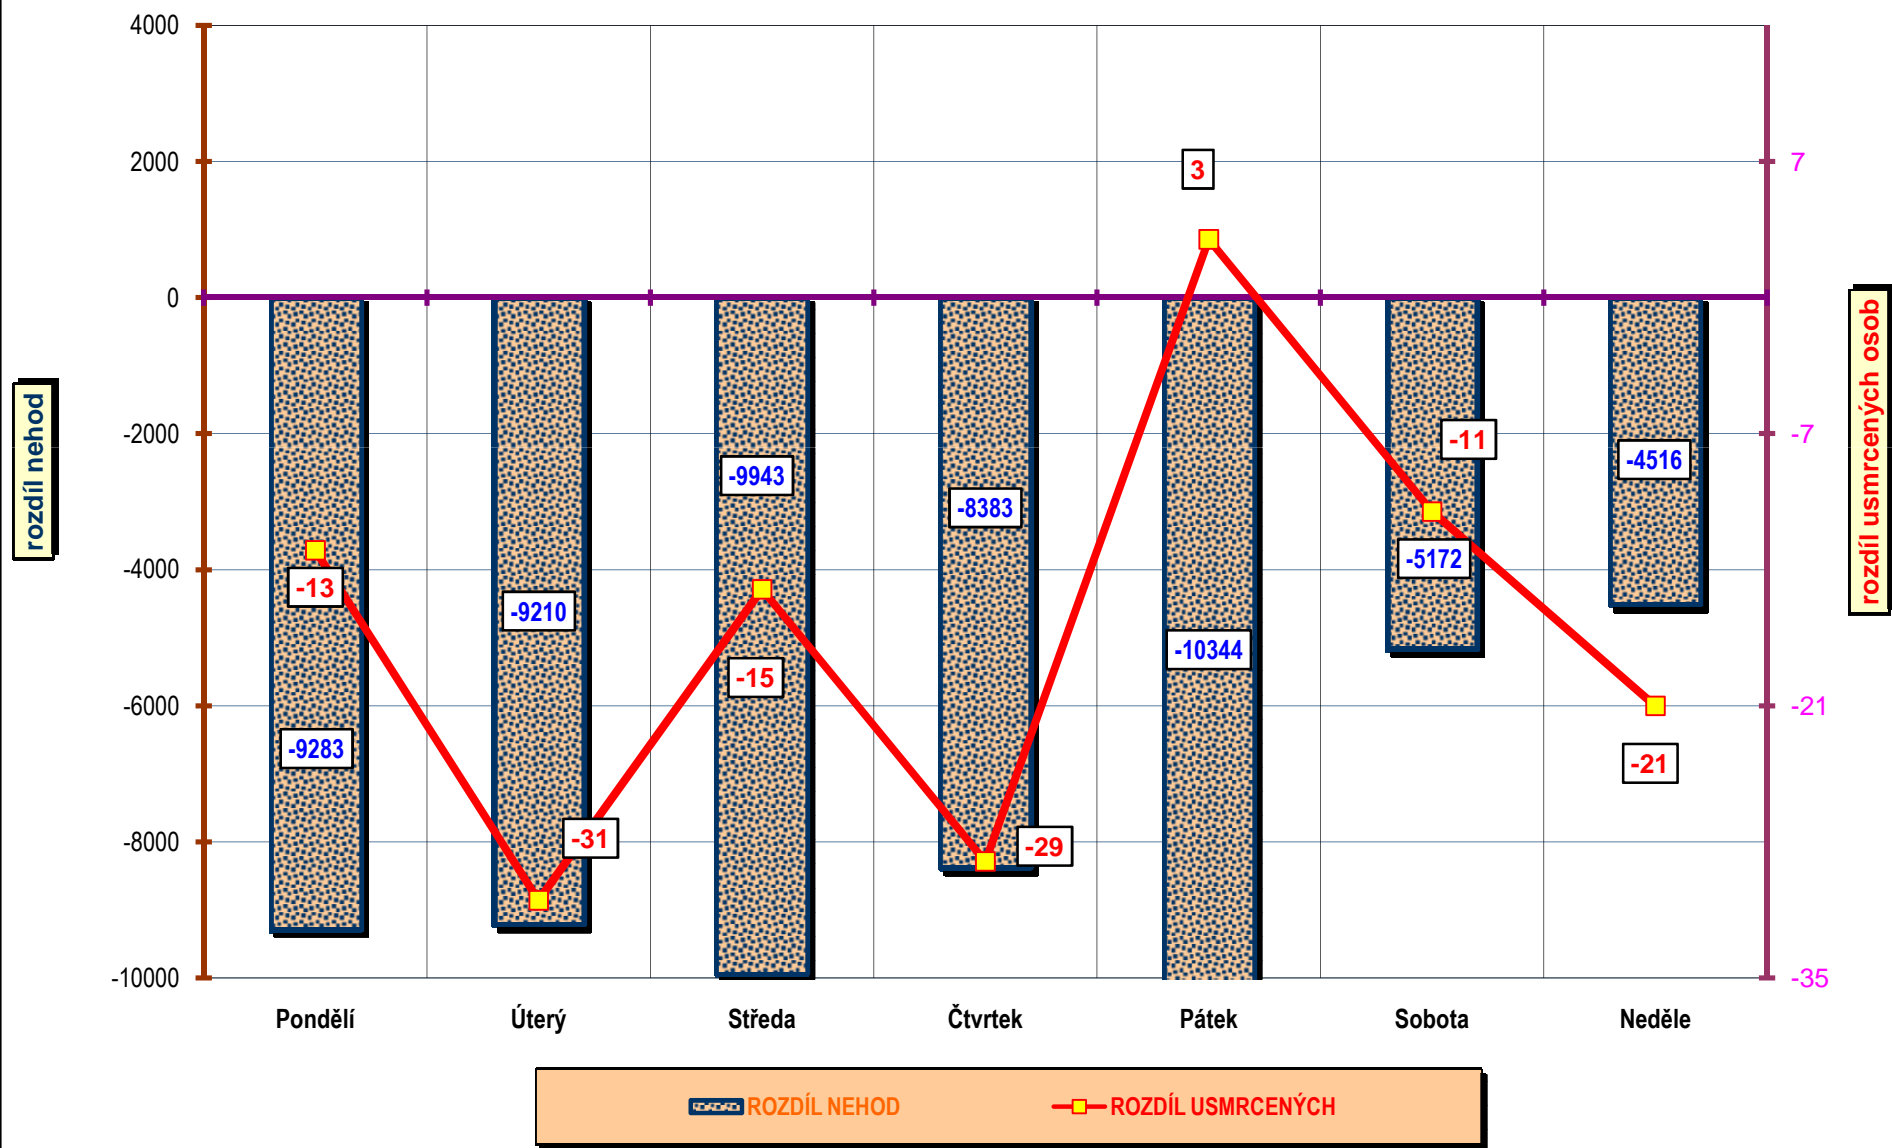 4000
2000
0
-2000
-4000
-6000
-8000
-10000
rozdíl nehod
7
-7
-21
-35
rozdíl usmrcených osob
3
-11
-13
-31
-15
-29
-21
-9283
-9210
-9943
-8383
-10344
-5172
-4516
Pondělí
Úterý
Středa
Čtvrtek
Pátek
Sobota
Neděle
ROZDÍL NEHOD
ROZDÍL USMRCENÝCH